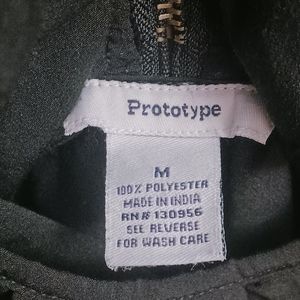 Prototype
M
100% POLYESTER
MADE IN INDIA
RN# 130956
SEE REVERSE
FOR WASH CARE